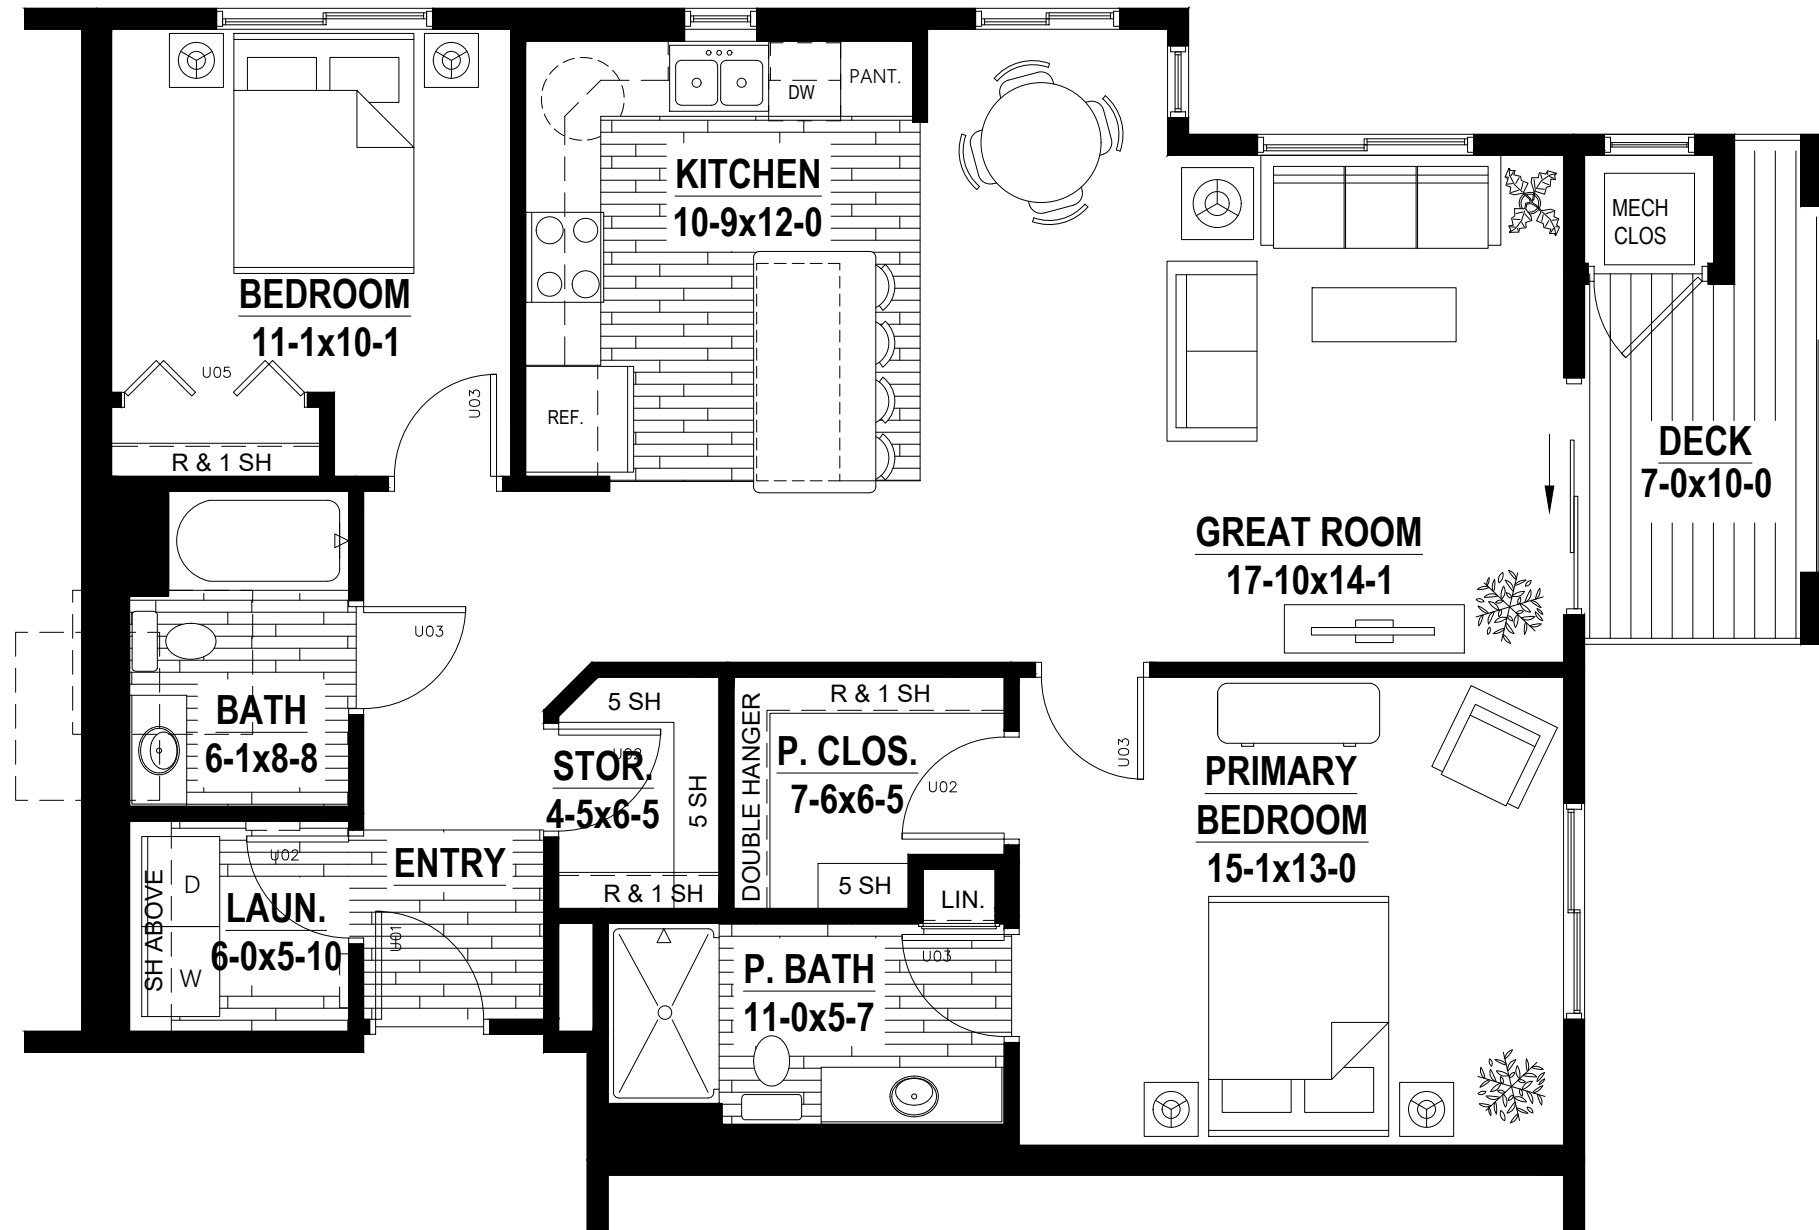 DW
PANT.
KITCHEN
10-9x12-0
MECH
CLOS
BEDROOM
11-1x10-1
U05
U03
REF.
R & 1 SH
DECK
7-0x10-0
GREAT ROOM
17-10x14-1
U03
BATH
6-1x8-8
5 SH
U02
STOR.
4-5x6-5
5 SH
R & 1 SH
DOUBLE HANGER
R & 1 SH
P. CLOS.
7-6x6-5
U02
5 SH
LIN.
U03
PRIMARY
BEDROOM
15-1x13-0
U02
ENTRY
SH ABOVE
D
W
LAUN.
6-0x5-10
U01
P. BATH
11-0x5-7
U03